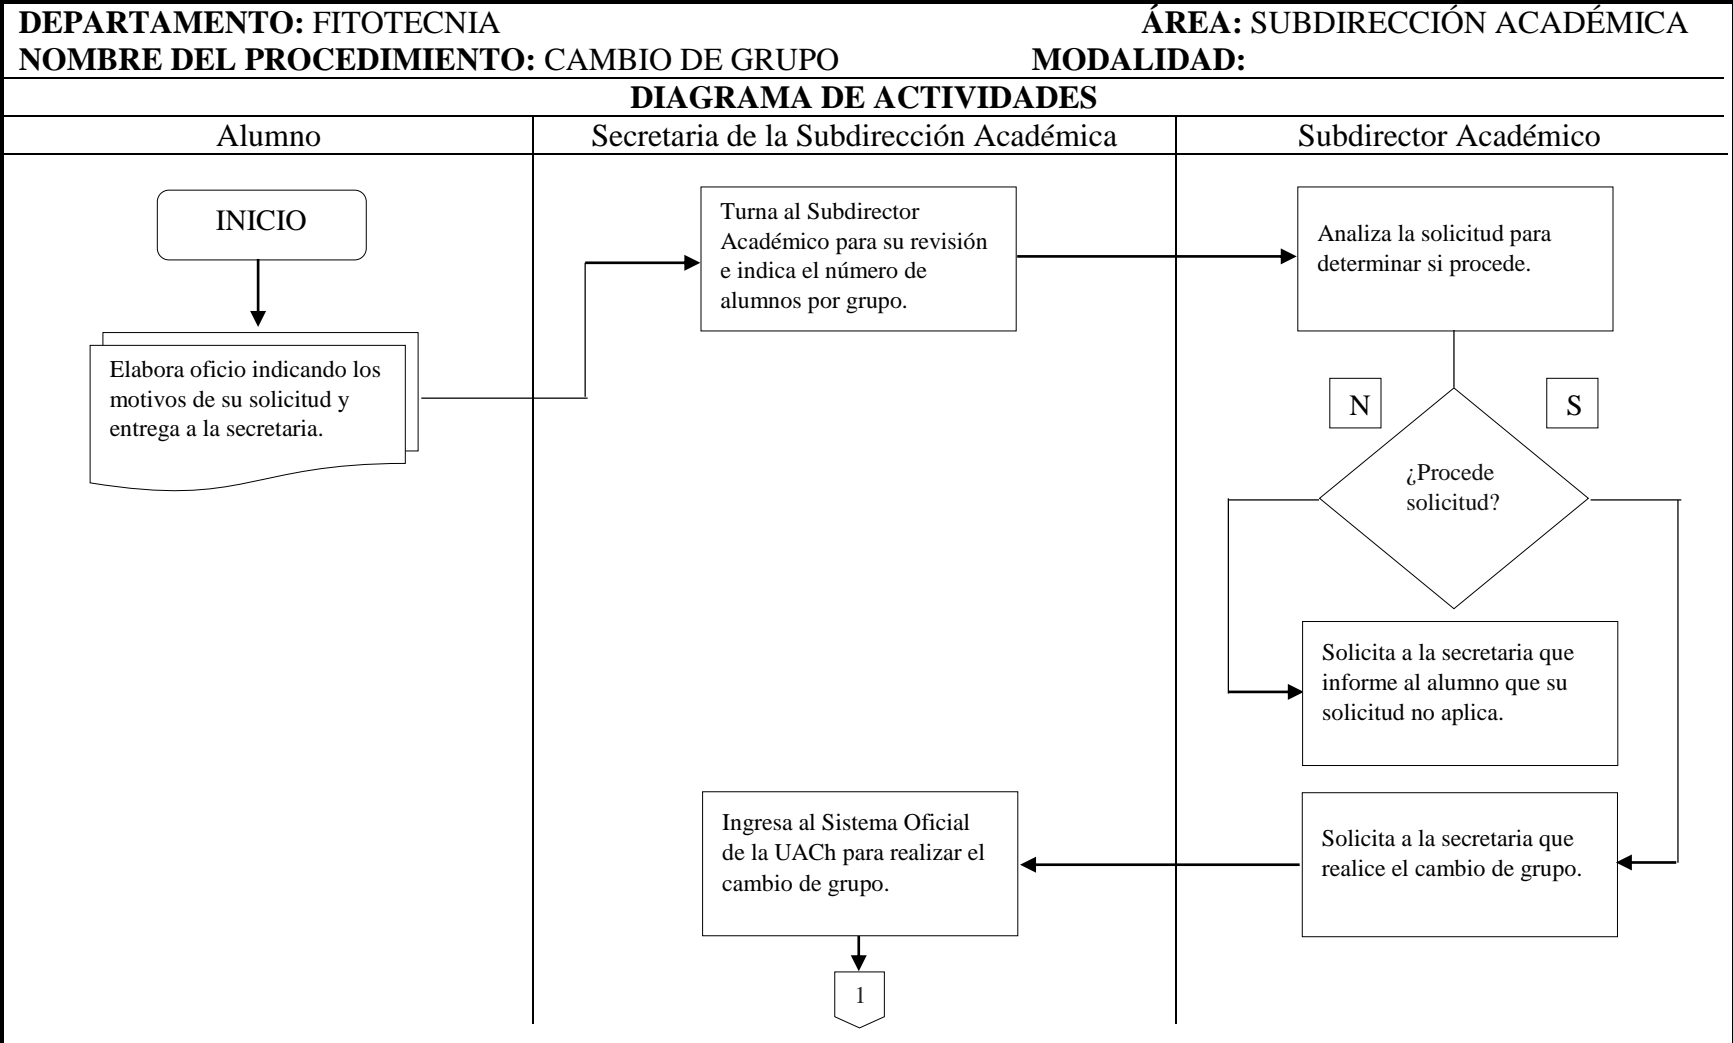 DEPARTAMENTO: FITOTECNIA ÁREA: SUBDIRECCIÓN ACADÉMICA
NOMBRE DEL PROCEDIMIENTO: CAMBIO DE GRUPO MODALIDAD:
DIAGRAMA DE ACTIVIDADES
Alumno
Secretaria de la Subdirección Académica
Subdirector Académico
INICIO
Elabora oficio indicando los
motivos de su solicitud y
entrega a la secretaria.
Turna al Subdirector
Académico para su revisión
e indica el número de
alumnos por grupo.
Analiza la solicitud para
determinar si procede.
N
S
¿Procede
solicitud?
Solicita a la secretaria que
informe al alumno que su
solicitud no aplica.
Solicita a la secretaria que
realice el cambio de grupo.
Ingresa al Sistema Oficial
de la UACh para realizar el
cambio de grupo.
1